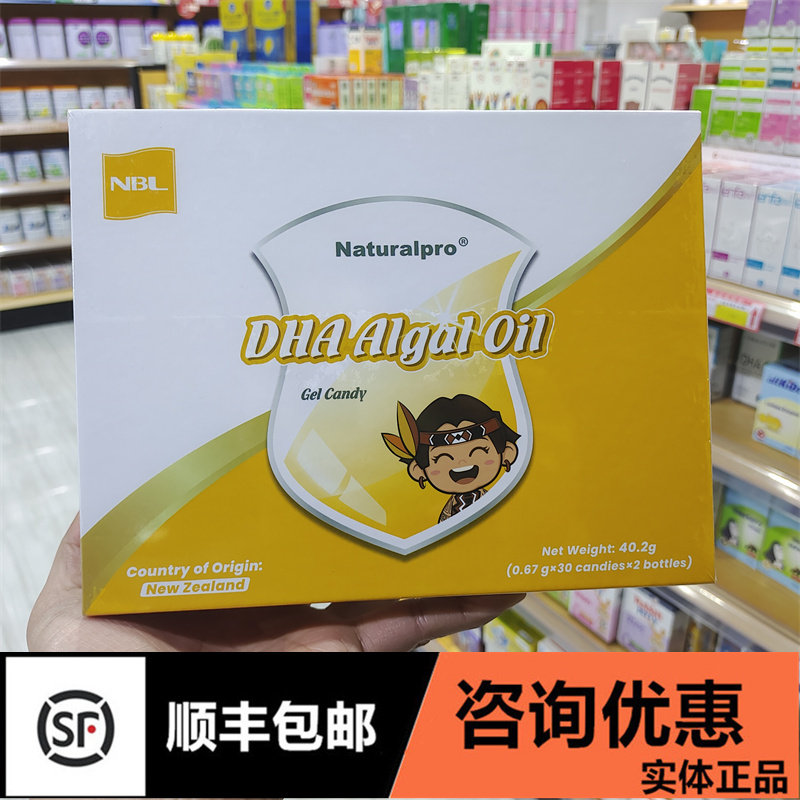 NBL
Naturalpro®
DHA Algal Oil
Gel Candy
Country of Origin:
New Zealand
Net Weight: 40.2g
(0.67 g×30 candies×2 bottles)
SF
顺丰包邮
咨询优惠
实体正品